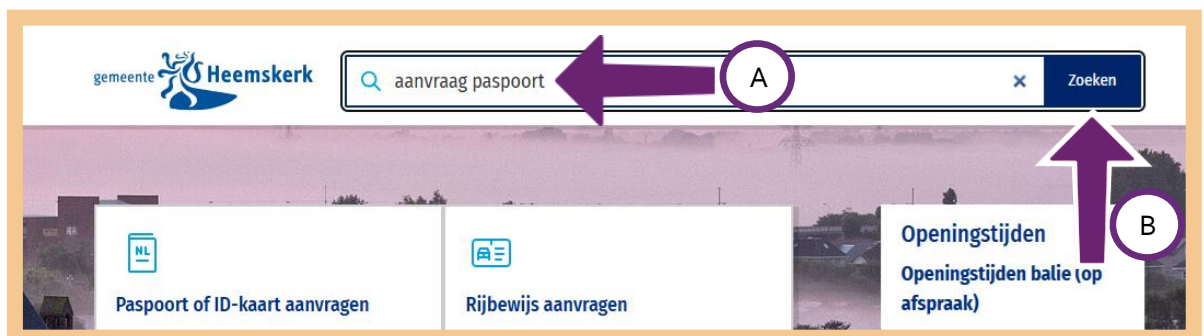 gemeente Heemskerk
aanvraag paspoort
A
Zoeken
B
NL
Paspoort of ID-kaart aanvragen
Rijbewijs aanvragen
Openingstijden
Openingstijden balie (op
afspraak)